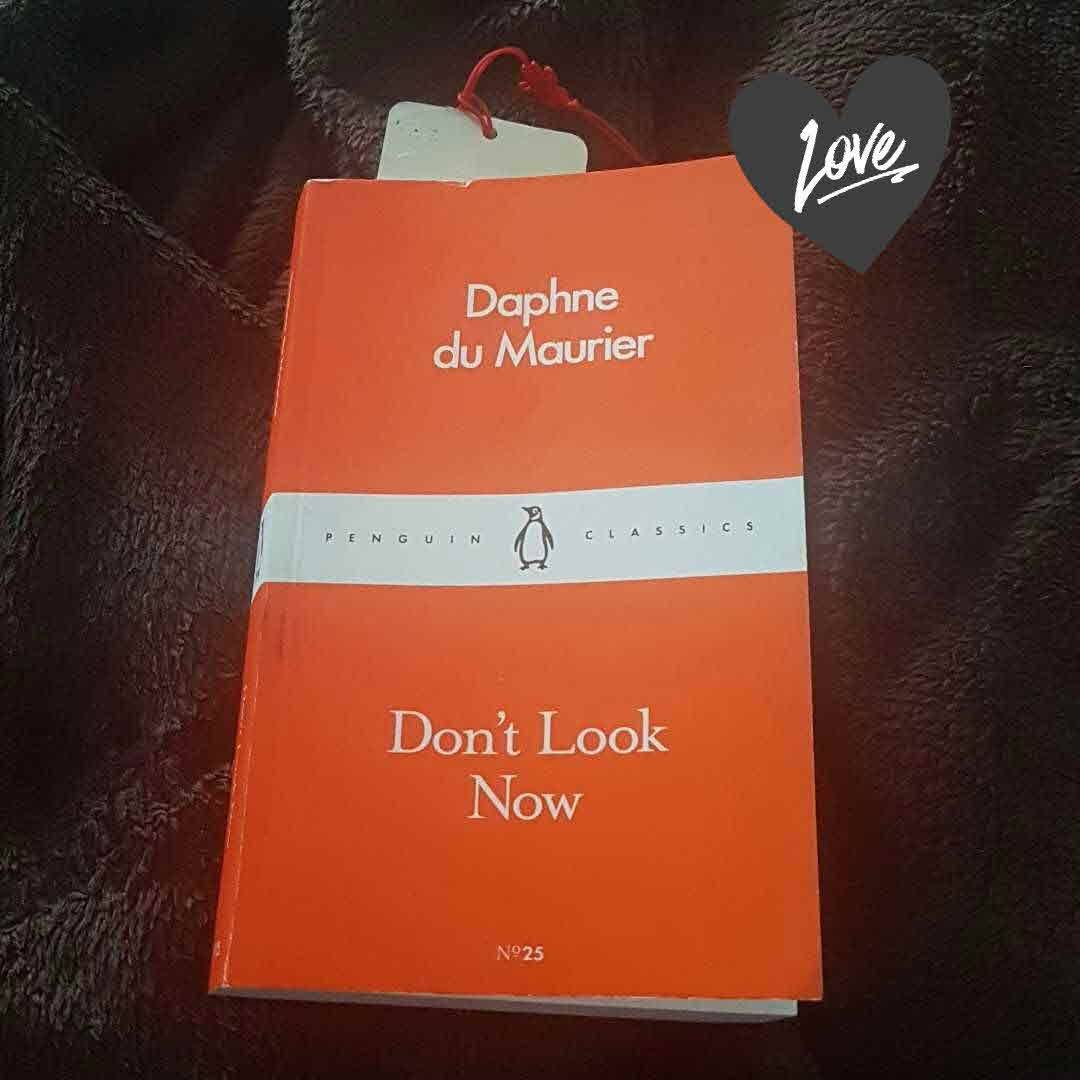 Love
Daphne
du Maurier
PENGUIN CLASSICS
Don't Look
Now
Nº25